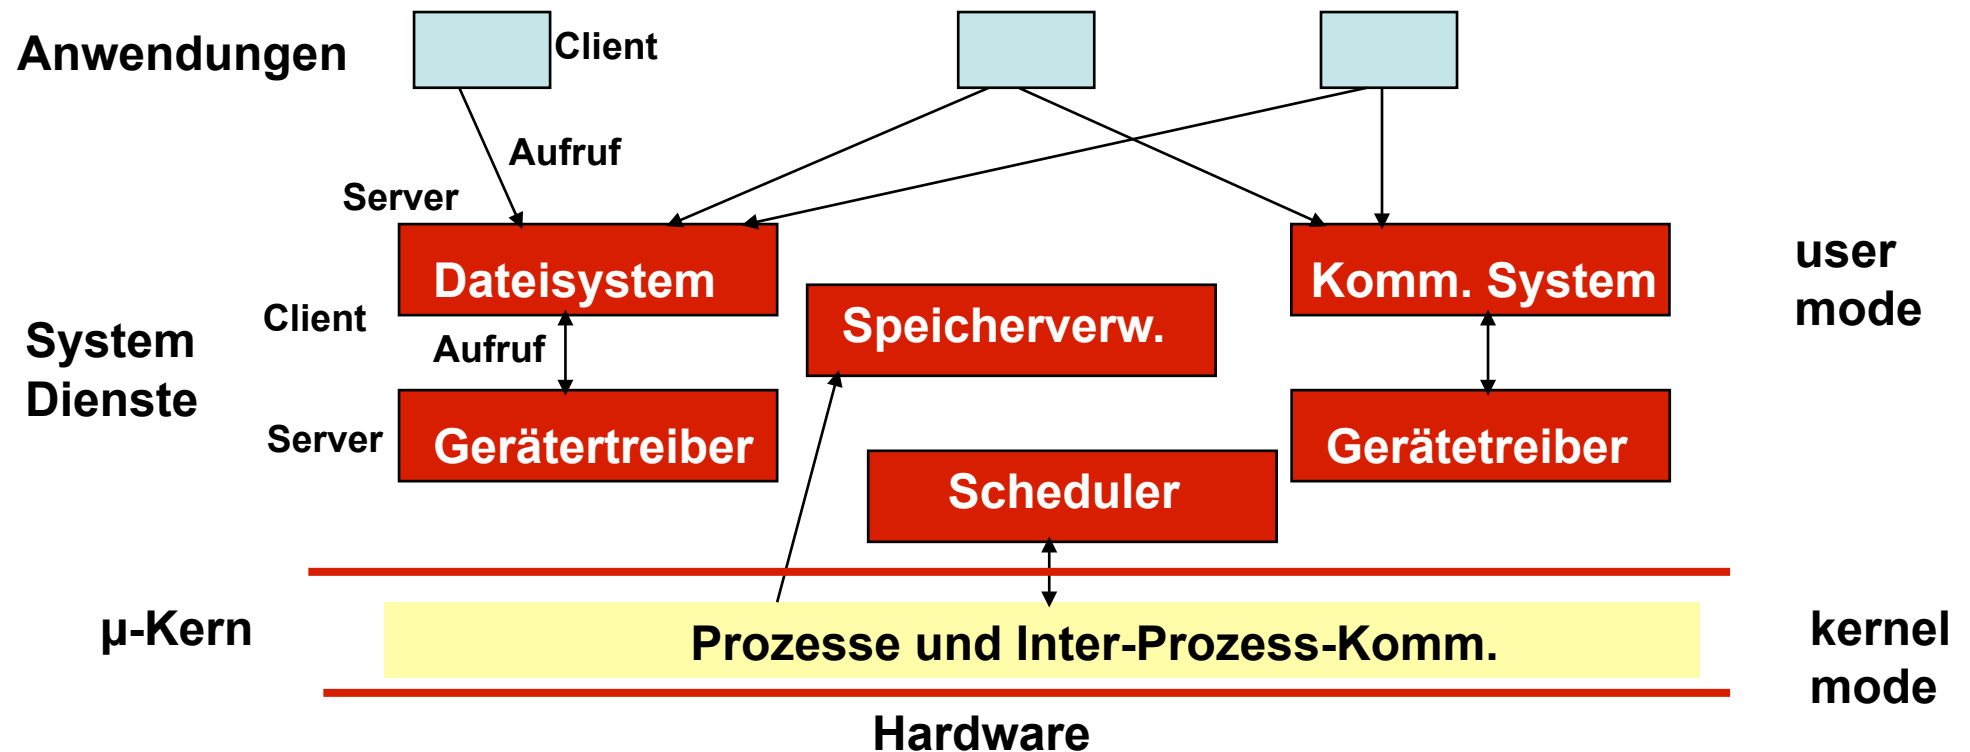 Anwendungen
Client
Aufruf
Server
Dateisystem
Komm. System
user
mode
Client
Speicherverw.
System
Dienste
Aufruf
Server
Gerätertreiber
Gerätetreiber
Scheduler
µ-Kern
Prozesse und Inter-Prozess-Komm.
kernel
mode
Hardware